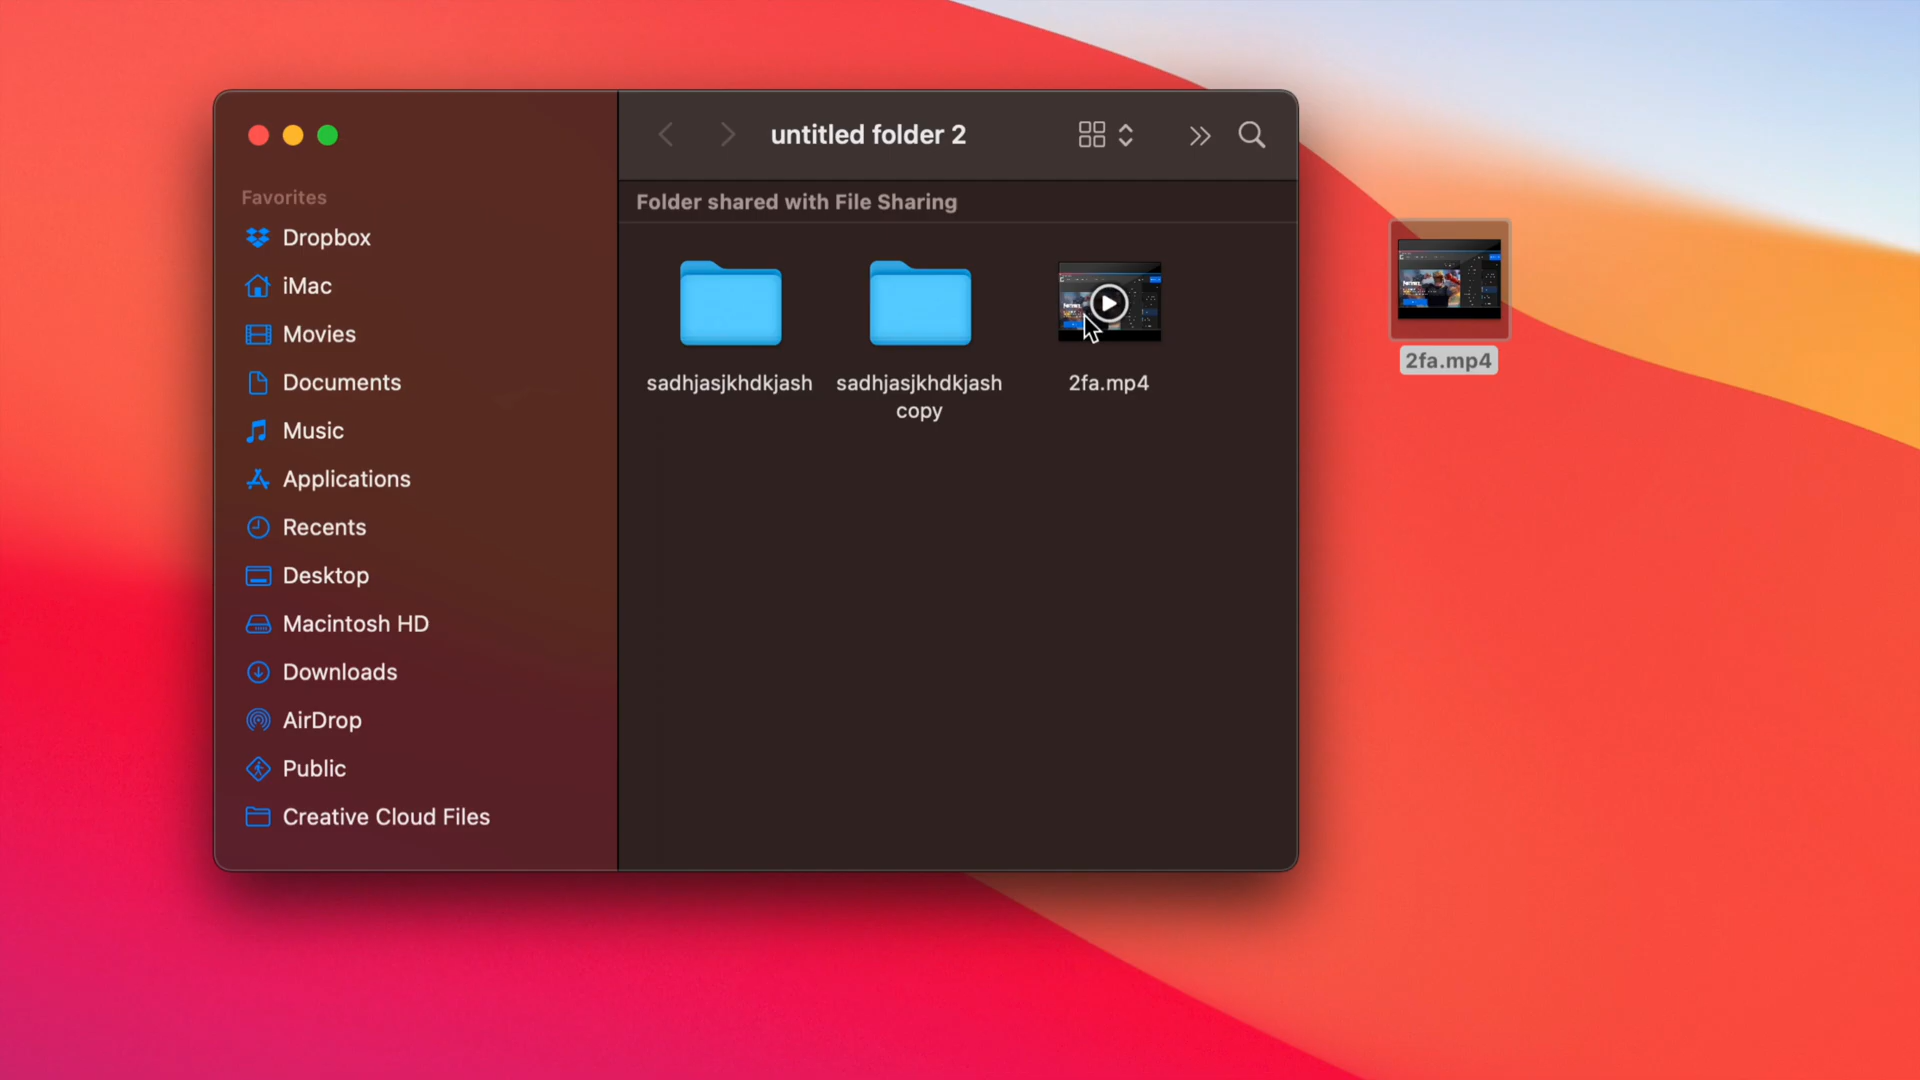 untitled folder 2
Favorites
Dropbox
iMac
Movies
Documents
Music
Applications
Recents
Desktop
Macintosh HD
Downloads
AirDrop
Public
Creative Cloud Files
Folder shared with File Sharing
sadhjasjkhdkjash
sadhjasjkhdkjash
copy
2fa.mp4
2fa.mp4